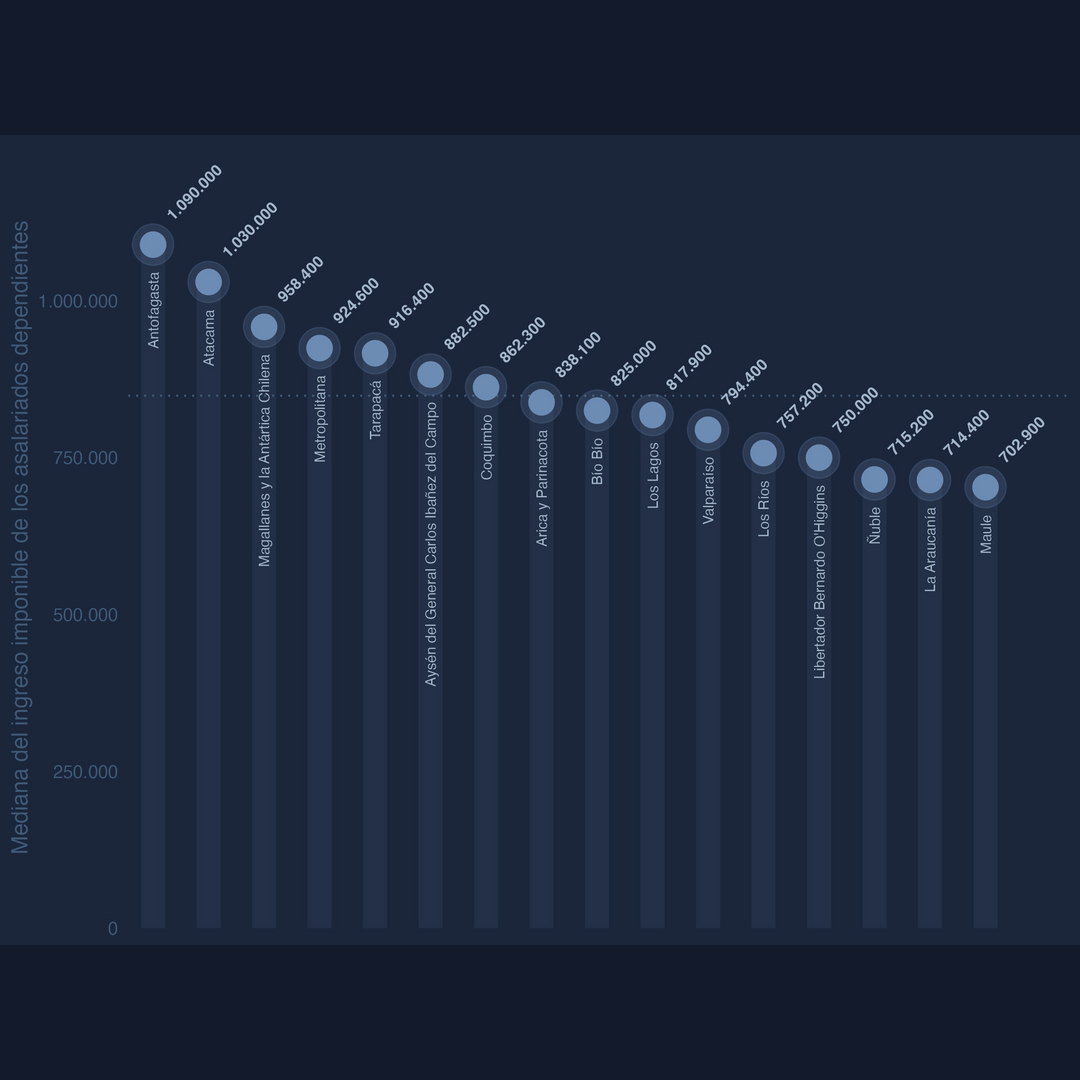 Mediana del ingreso imponible de los asalariados dependientes
1.000.000
750.000
500.000
250.000
0
1.090.000
1.030.000
958.400
924.600
916.400
882.500
862.300
838.100
825.000
817.900
794.400
757.200
750.000
715.200
714.400
702.900
Antofagasta
Atacama
Magallanes y la Antártica Chilena
Metropolitana
Tarapacá
Aysén del General Carlos Ibañez del Campo
Coquimbo
Arica y Parinacota
Bio Bío
Los Lagos
Valparaíso
Los Ríos
Libertador Bernardo O'Higgins
Ñuble
La Araucanía
Maule